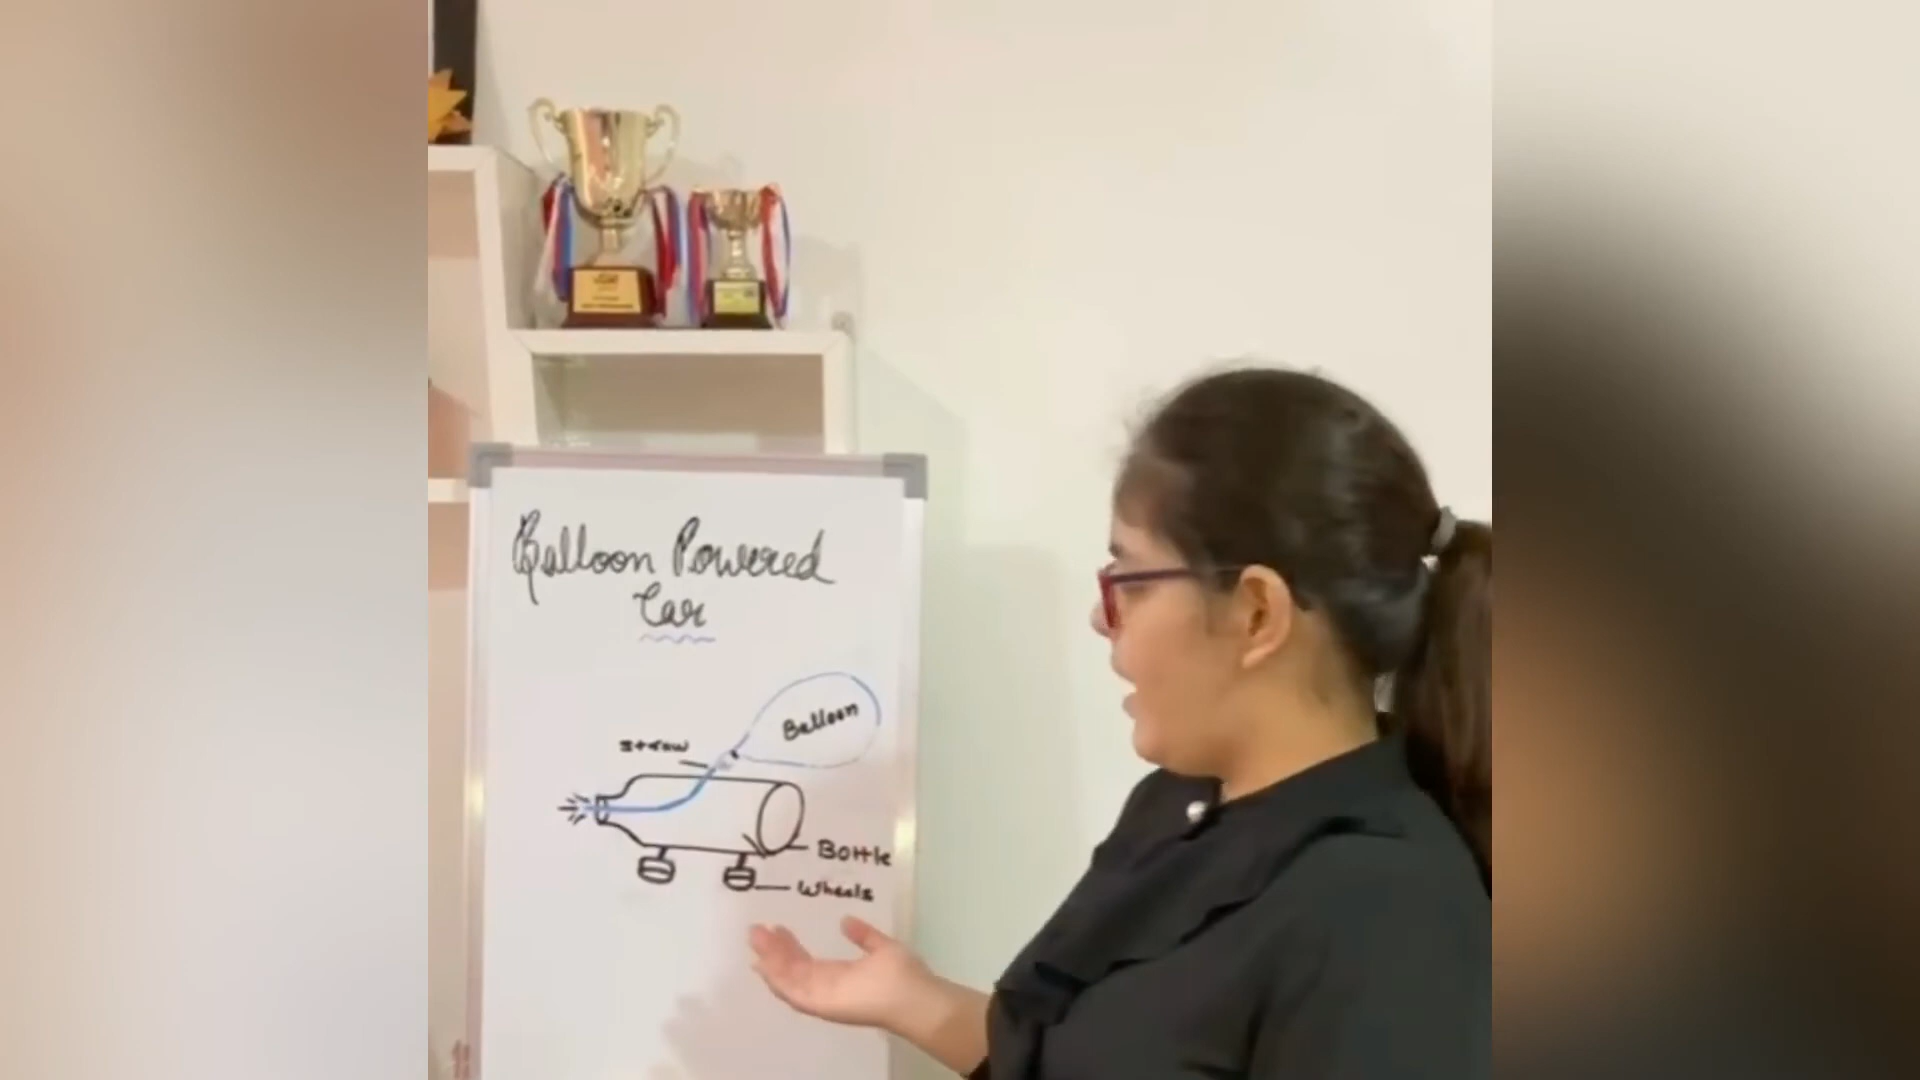 Balloon Powered
Car
Balloon
straw
Bottle
Wheels